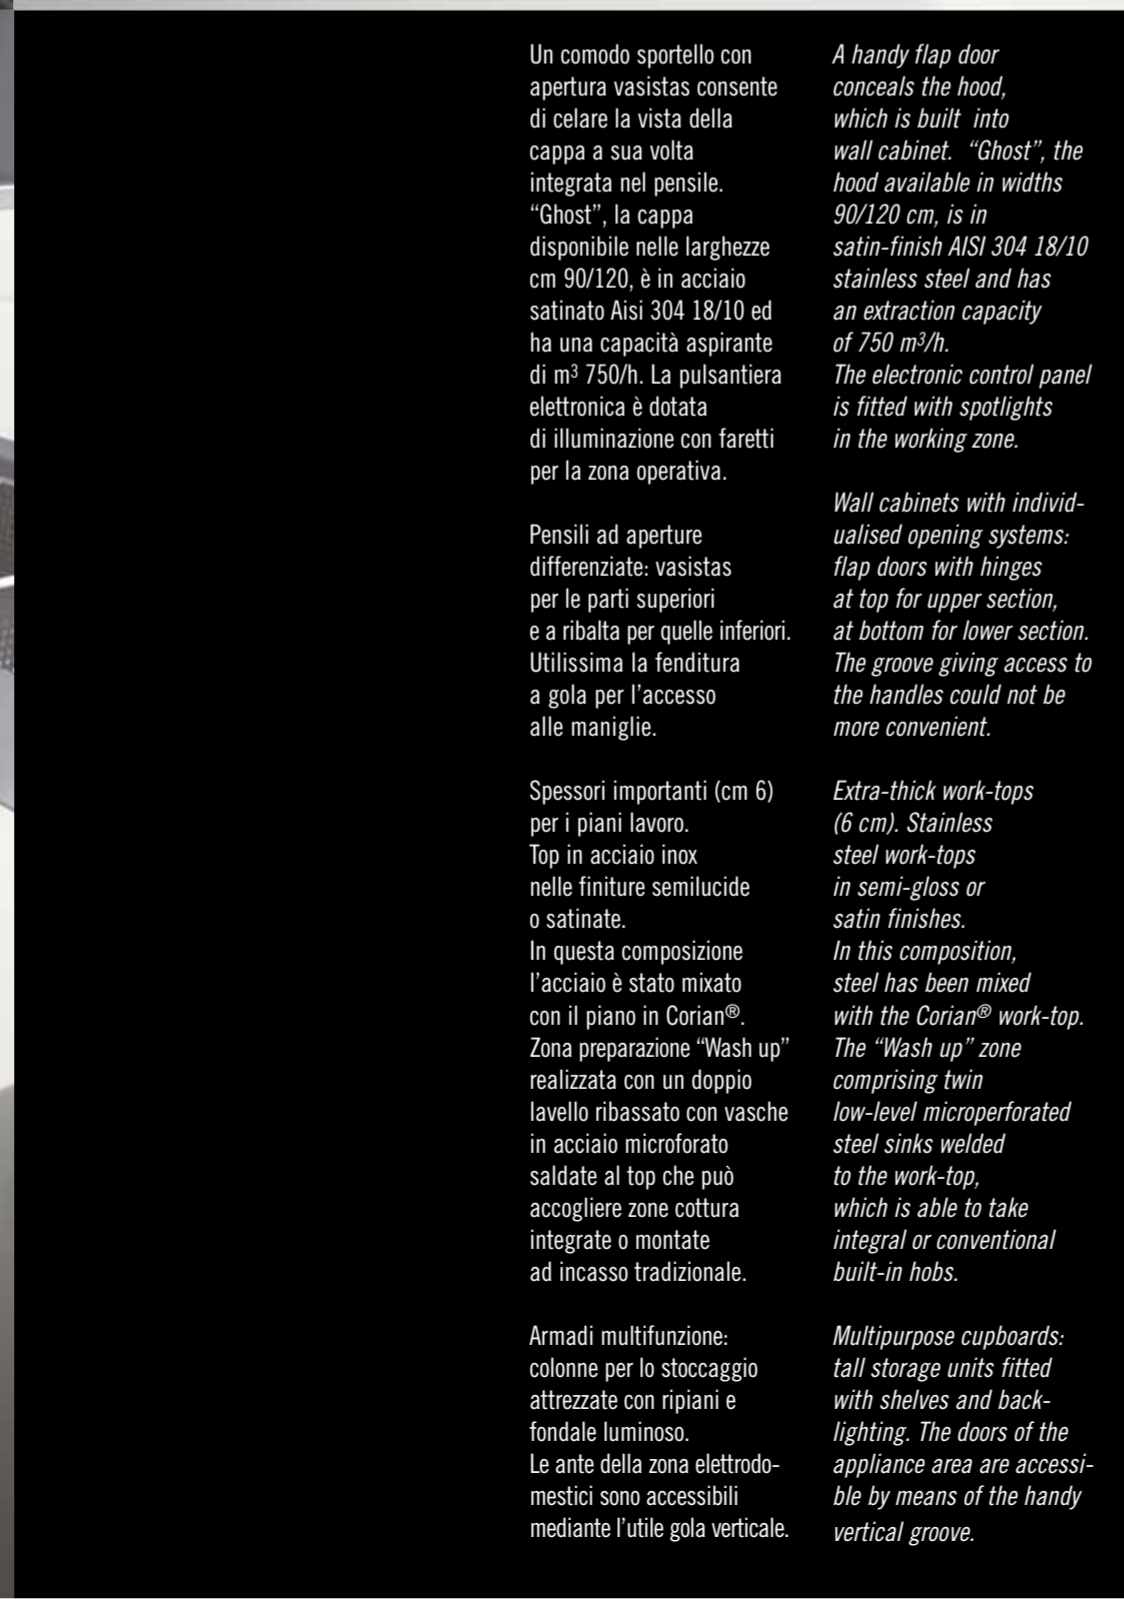 Un comodo sportello con
apertura vasistas consente
di celare la vista della
cappa a sua volta
integrata nel pensile.
“Ghost”, la cappa
disponibile nelle larghezze
cm 90/120, è in acciaio
satinato Aisi 304 18/10 ed
ha una capacità aspirante
di m³ 750/h. La pulsantiera
elettronica è dotata
di illuminazione con faretti
per la zona operativa.

Pensili ad aperture
differenziate: vasistas
per le parti superiori
e a ribalta per quelle inferiori.
Utilissima la fenditura
a gola per l’accesso
alle maniglie.

Spessori importanti (cm 6)
per i piani lavoro.
Top in acciaio inox
nelle finiture semilucide
o satinate.
In questa composizione
l’acciaio è stato mixato
con il piano in Corian®.
Zona preparazione “Wash up”
realizzata con un doppio
lavello ribassato con vasche
in acciaio microforato
saldate al top che può
accogliere zone cottura
integrate o montate
ad incasso tradizionale.

Armadi multifunzione:
colonne per lo stoccaggio
attrezzate con ripiani e
fondale luminoso.
Le ante della zona elettrodo-
mestici sono accessibili
mediante l’utile gola verticale.

A handy flap door
conceals the hood,
which is built  into
wall cabinet.  “Ghost”, the
hood available in widths
90/120 cm, is in
satin-finish AISI 304 18/10
stainless steel and has
an extraction capacity
of 750 m³/h.
The electronic control panel
is fitted with spotlights
in the working zone.

Wall cabinets with individ-
ualised opening systems:
flap doors with hinges
at top for upper section,
at bottom for lower section.
The groove giving access to
the handles could not be
more convenient.

Extra-thick work-tops
(6 cm). Stainless
steel work-tops
in semi-gloss or
satin finishes.
In this composition,
steel has been mixed
with the Corian® work-top.
The “Wash up” zone
comprising twin
low-level microperforated
steel sinks welded
to the work-top,
which is able to take
integral or conventional
built-in hobs.

Multipurpose cupboards:
tall storage units fitted
with shelves and back-
lighting. The doors of the
appliance area are accessi-
ble by means of the handy
vertical groove.